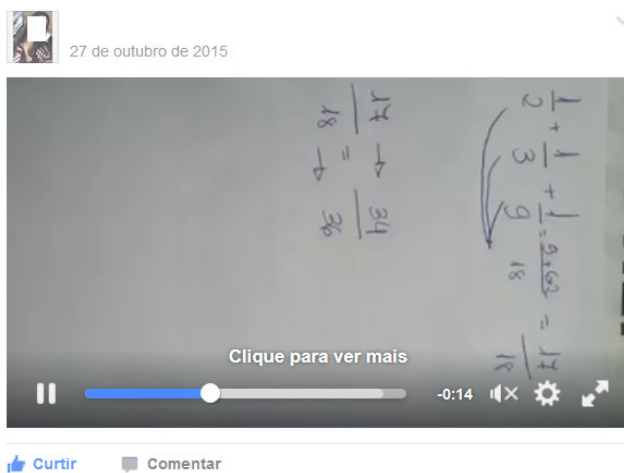 27 de outubro de 2015
1/2 + 1/3 + 1/9 = 9+6+2/18 = 17/18
17/18 → = → 34/36
Clique para ver mais
-0:14
Curtir
Comentar